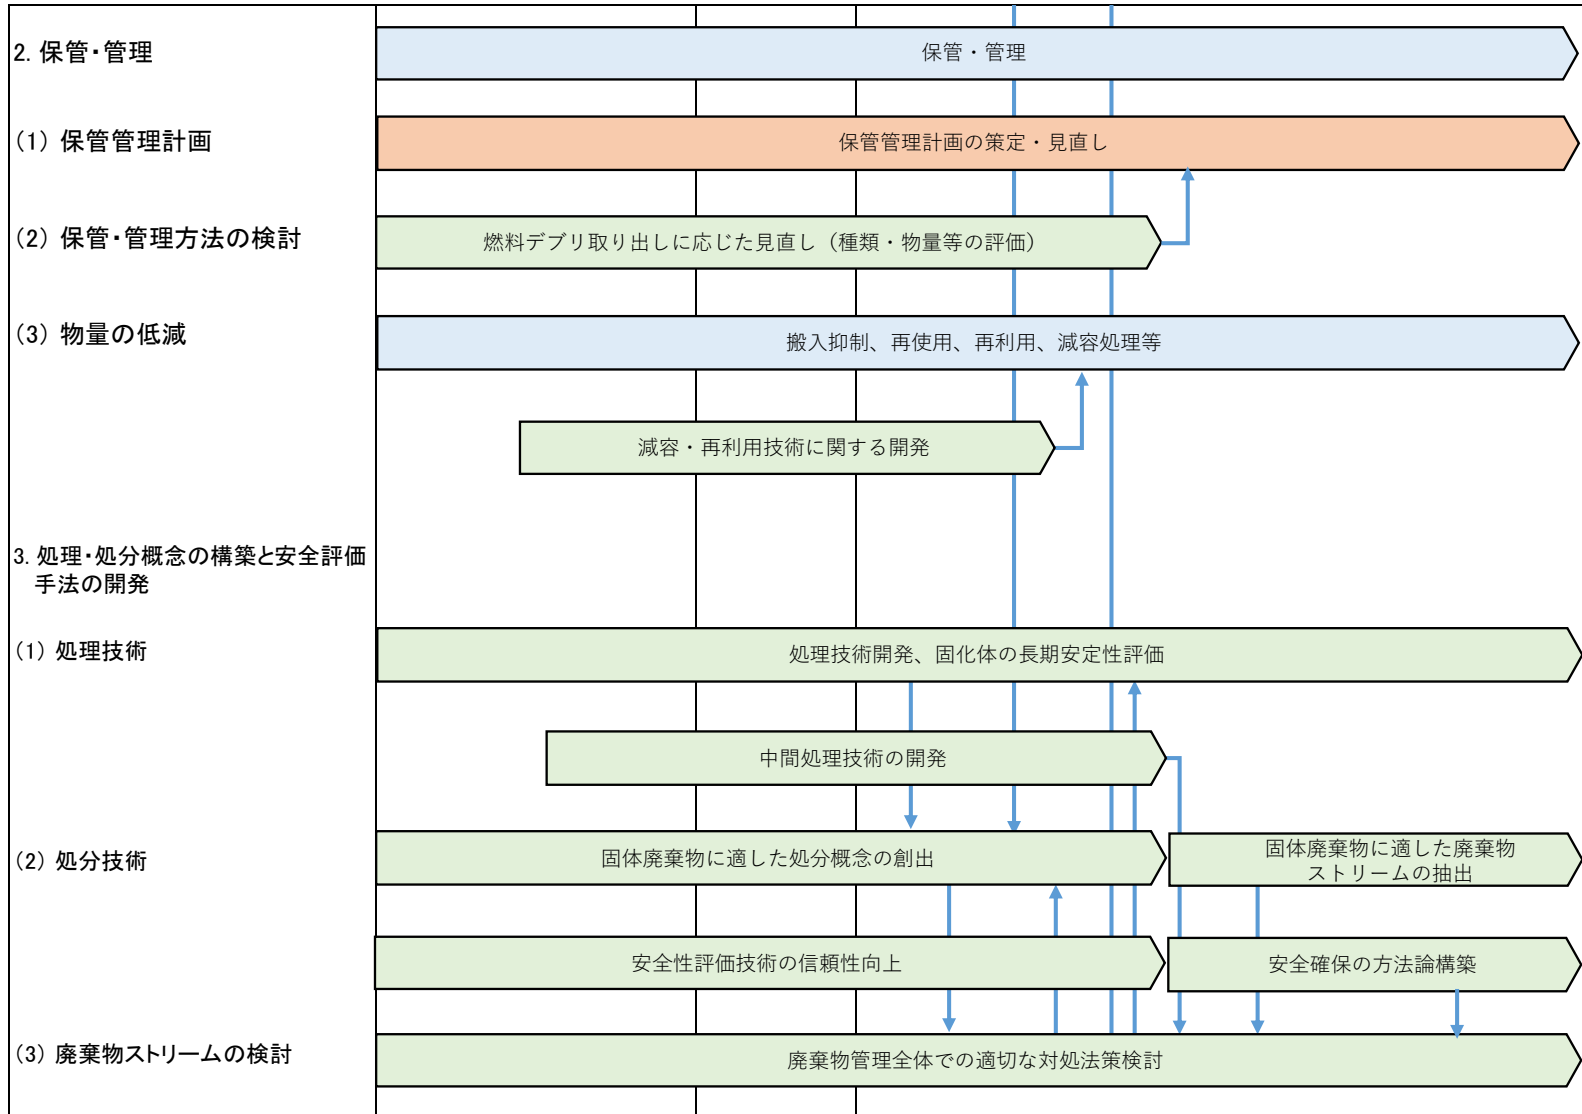 2. 保管・管理
保管・管理
(1) 保管管理計画
保管管理計画の策定・見直し
(2) 保管・管理方法の検討
燃料デブリ取り出しに応じた見直し（種類・物量等の評価）
(3) 物量の低減
搬入抑制、再使用、再利用、減容処理等
減容・再利用技術に関する開発
3. 処理・処分概念の構築と安全評価
手法の開発
(1) 処理技術
処理技術開発、固化体の長期安定性評価
中間処理技術の開発
(2) 処分技術
固体廃棄物に適した処分概念の創出
固体廃棄物に適した廃棄物
ストリームの抽出
安全性評価技術の信頼性向上
安全確保の方法論構築
(3) 廃棄物ストリームの検討
廃棄物管理全体での適切な対処法策検討